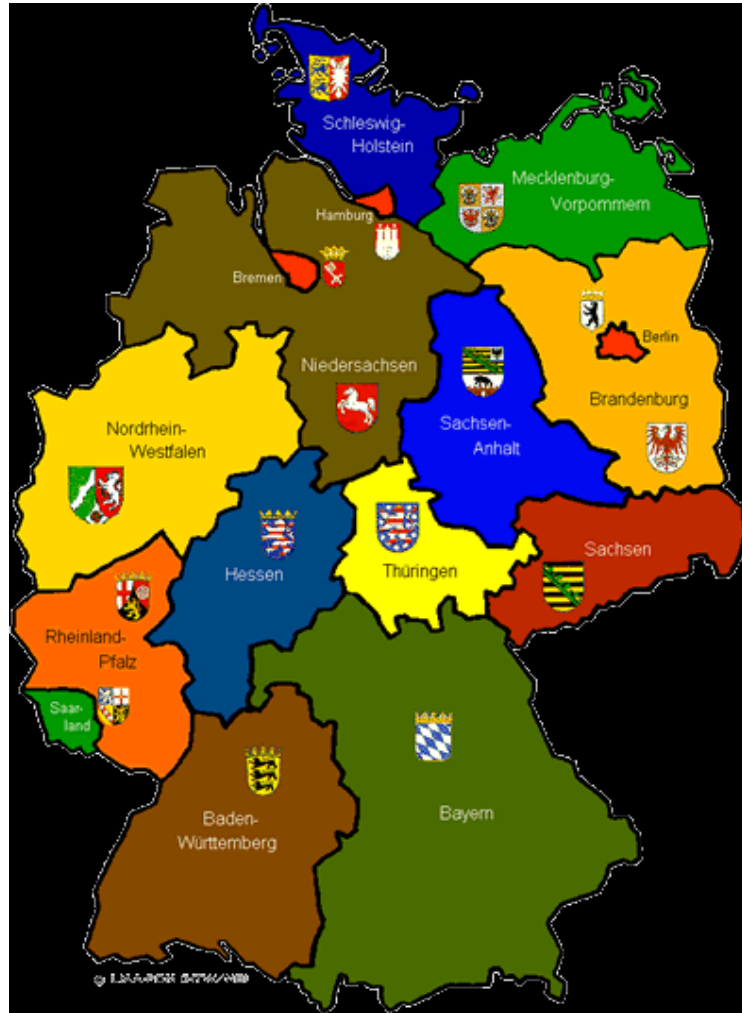 Schleswig-
Holstein
Mecklenburg-
Vorpommern
Hamburg
Bremen
Berlin
Niedersachsen
Brandenburg
Sachsen-
Anhalt
Nordrhein-
Westfalen
Sachsen
Hessen
Thüringen
Rheinland-
Pfalz
Saar-
land
Baden-
Württemberg
Bayern
©